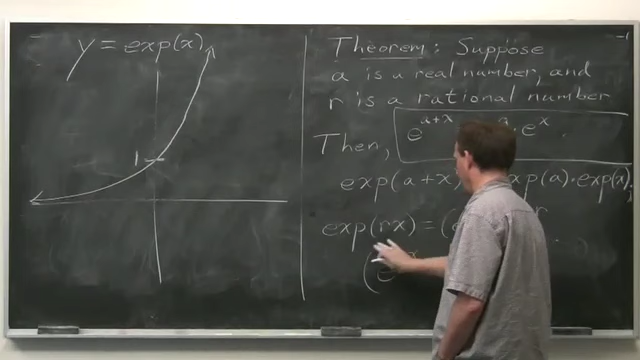 y = exp(x)
1
Theorem: Suppose
a is a real number, and
r is a rational number
Then, e^{a+x} · e^x.
exp(a+x) exp(a)·exp(x),
exp(rx) = ( r
(e